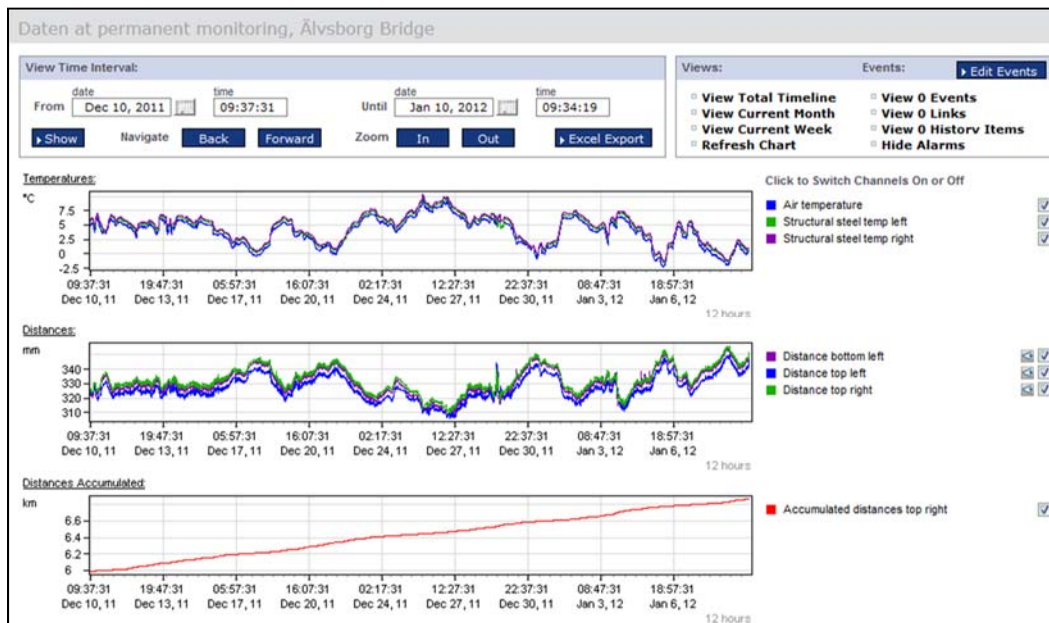 Daten at permanent monitoring, Älvsborg Bridge
View Time Interval:
date time date time
From Dec 10, 2011 09:37:31 Until Jan 10, 2012 09:34:19
Show Navigate Back Forward Zoom In Out Excel Export
Views: Events: Edit Events
View Total Timeline View 0 Events
View Current Month View 0 Links
View Current Week View 0 History Items
Refresh Chart Hide Alarms
Temperatures:
°C
7.5
5
2.5
0
-2.5
09:37:31 19:47:31 05:57:31 16:07:31 02:17:31 12:27:31 22:37:31 08:47:31 18:57:31
Dec 10, 11 Dec 13, 11 Dec 17, 11 Dec 20, 11 Dec 24, 11 Dec 27, 11 Dec 30, 11 Jan 3, 12 Jan 6, 12
12 hours
Click to Switch Channels On or Off
Air temperature
Structural steel temp left
Structural steel temp right
Distances:
mm
340
330
320
310
09:37:31 19:47:31 05:57:31 16:07:31 02:17:31 12:27:31 22:37:31 08:47:31 18:57:31
Dec 10, 11 Dec 13, 11 Dec 17, 11 Dec 20, 11 Dec 24, 11 Dec 27, 11 Dec 30, 11 Jan 3, 12 Jan 6, 12
12 hours
Distance bottom left
Distance top left
Distance top right
Distances Accumulated:
km
6.6
6.4
6.2
6
09:37:31 19:47:31 05:57:31 16:07:31 02:17:31 12:27:31 22:37:31 08:47:31 18:57:31
Dec 10, 11 Dec 13, 11 Dec 17, 11 Dec 20, 11 Dec 24, 11 Dec 27, 11 Dec 30, 11 Jan 3, 12 Jan 6, 12
12 hours
Accumulated distances top right